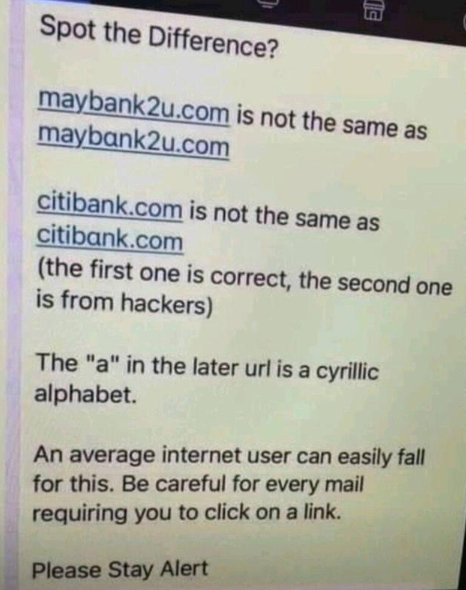 Spot the Difference?
maybank2u.com is not the same as
maybɑnk2u.com
citibank.com is not the same as
citibɑnk.com
(the first one is correct, the second one
is from hackers)
The "a" in the later url is a cyrillic
alphabet.
An average internet user can easily fall
for this. Be careful for every mail
requiring you to click on a link.
Please Stay Alert